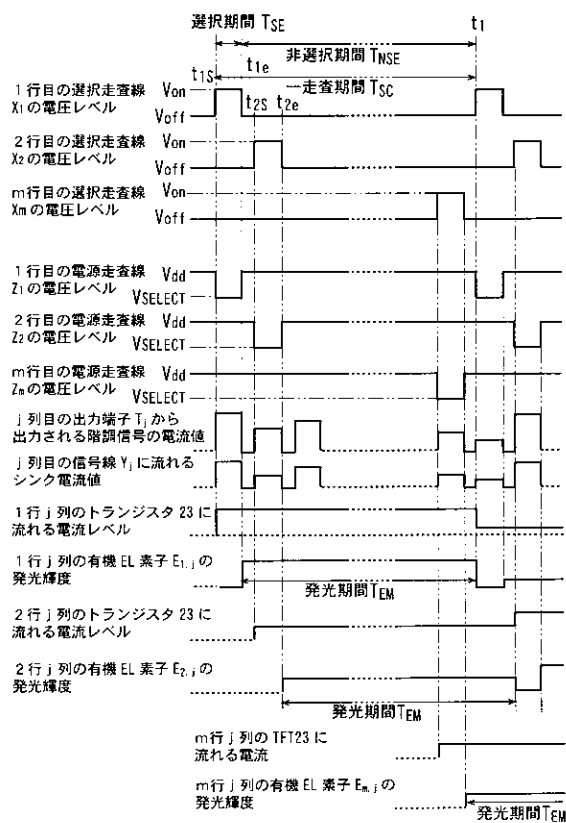 選択期間 TSE
非選択期間 TNSE
t1
t1S
t1e
一走査期間 TSC
1行目の選択走査線 Von
X1の電圧レベル Voff
t2S t2e
2行目の選択走査線 Von
X2の電圧レベル Voff
m行目の選択走査線 Von
Xmの電圧レベル Voff
1行目の電源走査線 Vdd
Z1の電圧レベル VSELECT
2行目の電源走査線 Vdd
Z2の電圧レベル VSELECT
m行目の電源走査線 Vdd
Zmの電圧レベル VSELECT
j列目の出力端子Tjから
出力される階調信号の電流値
j列目の信号線Yjに流れる
シンク電流値
1行j列のトランジスタ23に
流れる電流レベル
1行j列の有機EL素子E1,jの
発光輝度
発光期間TEM
2行j列のトランジスタ23に
流れる電流レベル
2行j列の有機EL素子E2,jの
発光輝度
発光期間TEM
m行j列のTFT23に
流れる電流
m行j列の有機EL素子Em,jの
発光輝度
発光期間TEM